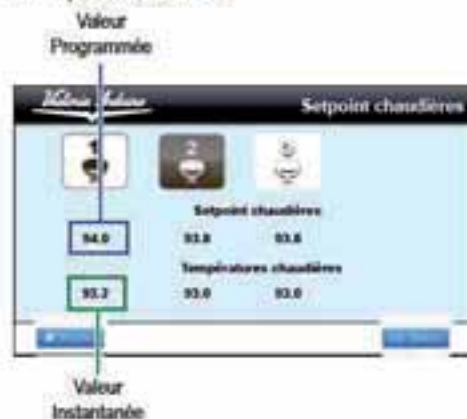 Valeur
Programmée
Setpoint chaudières
1 2 3
Setpoint chaudières
94.0 93.8 93.8
Températures chaudières
93.2 93.0 93.0
Valeur
Instantanée